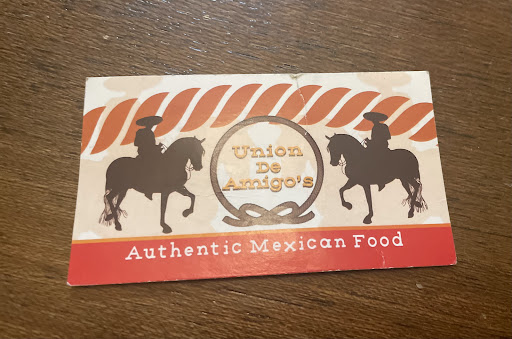 Union
De
Amigo's
Authentic Mexican Food